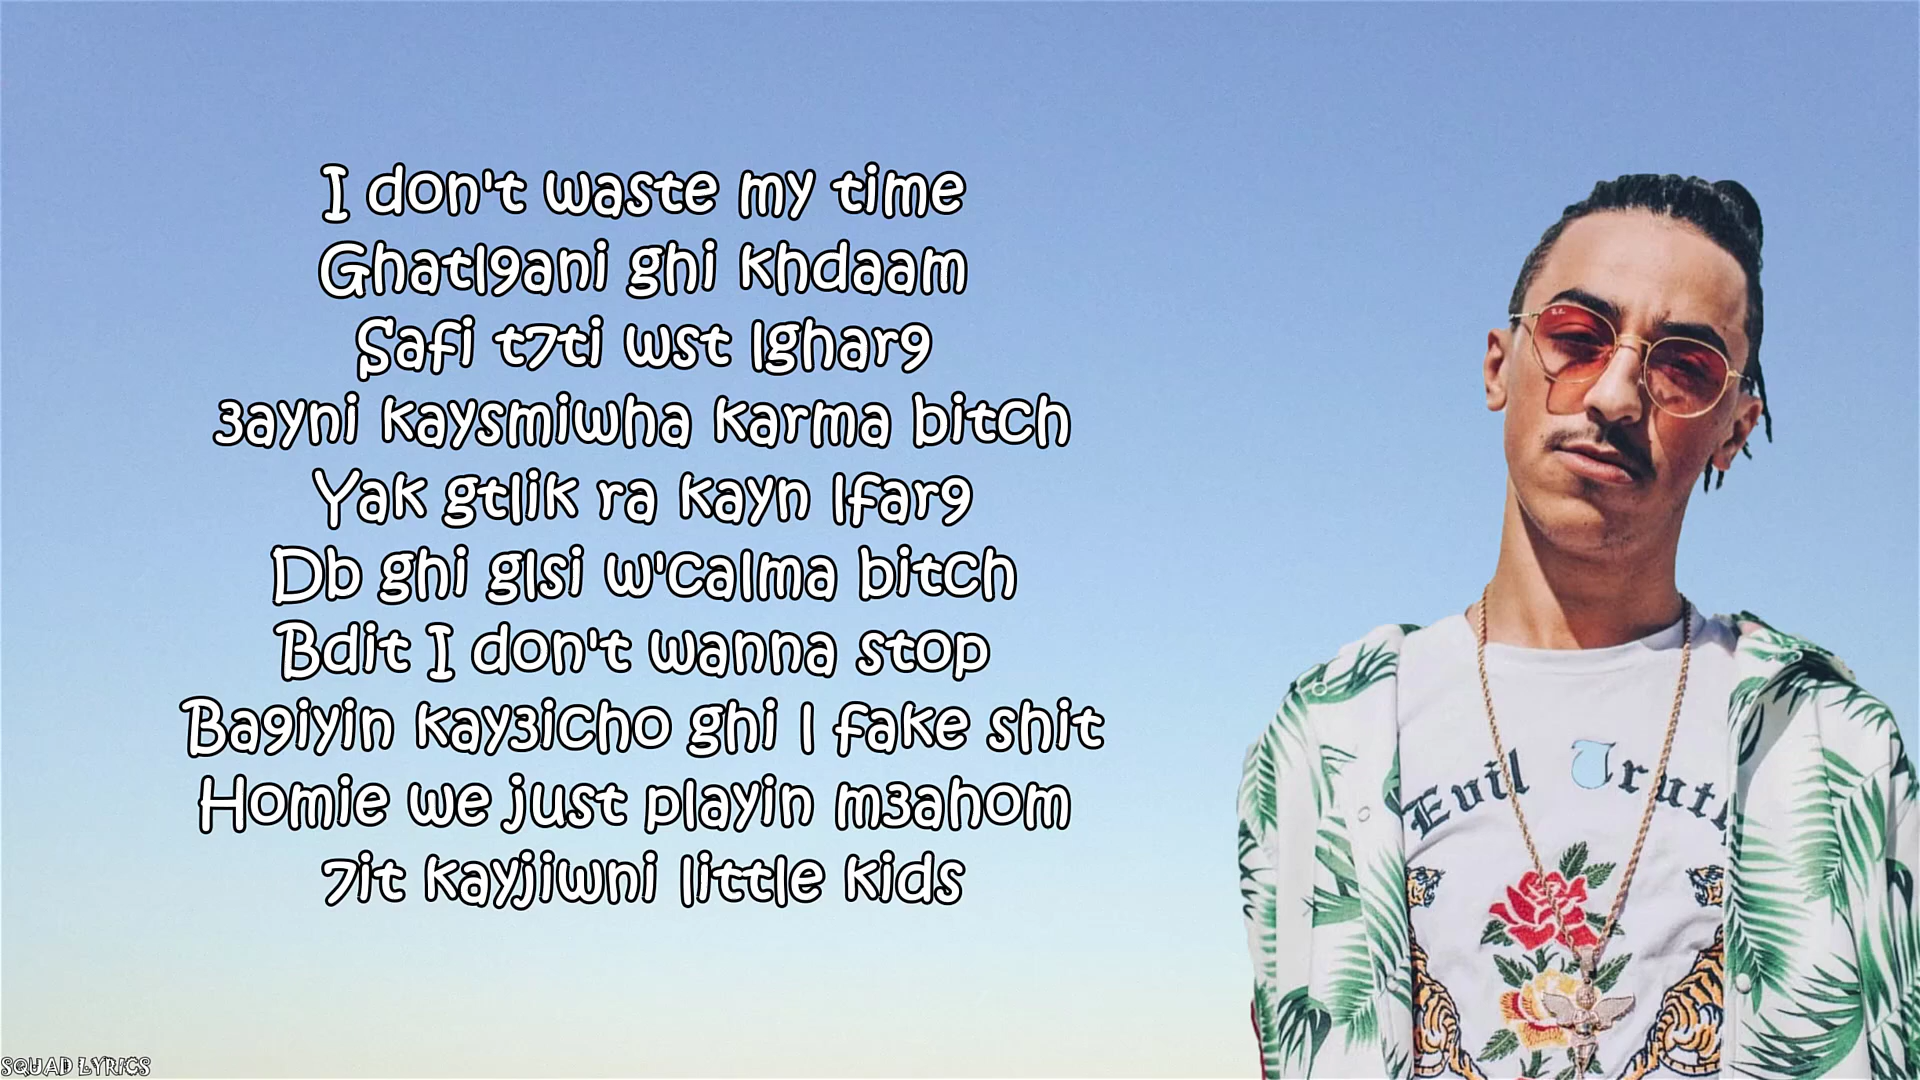 I don't waste my time
Ghatl9ani ghi khdaam
Safi t7ti wst lghar9
3ayni kaysmiwha karma bitch
Yak gtlik ra kayn lfar9
Db ghi glsi w'calma bitch
Bdit I don't wanna stop
Ba9iyin kay3icho ghi l fake shit
Homie we just playin m3ahom
7it kayjiwni little kids
Evil Truth
SQUAD LYRICS